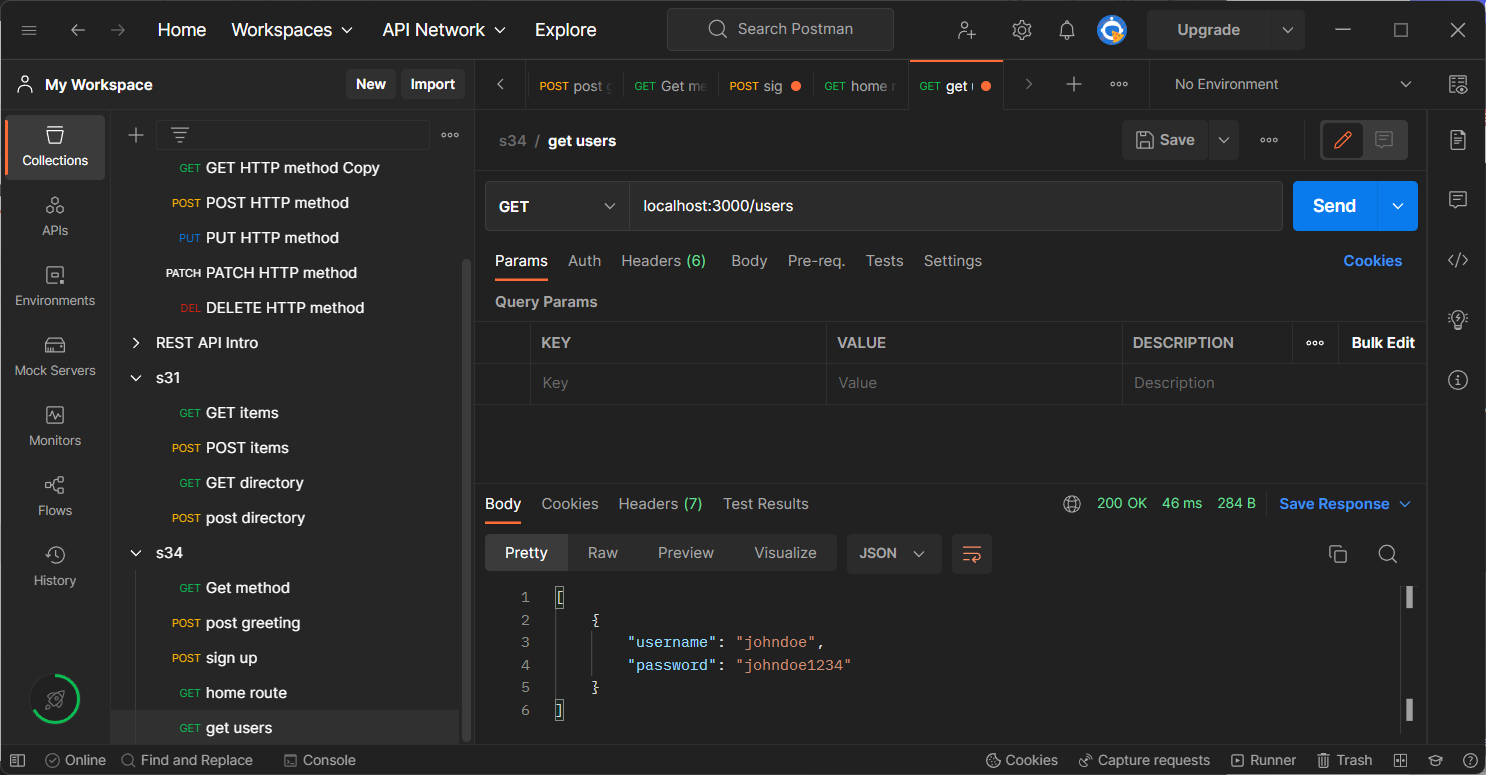 Home Workspaces API Network Explore Search Postman Upgrade
My Workspace New Import
POST post GET Get me POST sig GET home GET get No Environment
Collections
APIs
Environments
Mock Servers
Monitors
Flows
History
GET GET HTTP method Copy
POST POST HTTP method
PUT PUT HTTP method
PATCH PATCH HTTP method
DEL DELETE HTTP method
REST API Intro
s31
GET GET items
POST POST items
GET GET directory
POST post directory
s34
GET Get method
POST post greeting
POST sign up
GET home route
GET get users
s34 / get users Save
GET localhost:3000/users Send
Params Auth Headers (6) Body Pre-req. Tests Settings Cookies
Query Params
KEY VALUE DESCRIPTION Bulk Edit
Key Value Description
Body Cookies Headers (7) Test Results 200 OK 46 ms 284 B Save Response
Pretty Raw Preview Visualize JSON
1 [
2 {
3 "username": "johndoe",
4 "password": "johndoe1234"
5 }
6 ]
Online Find and Replace Console Cookies Capture requests Runner Trash